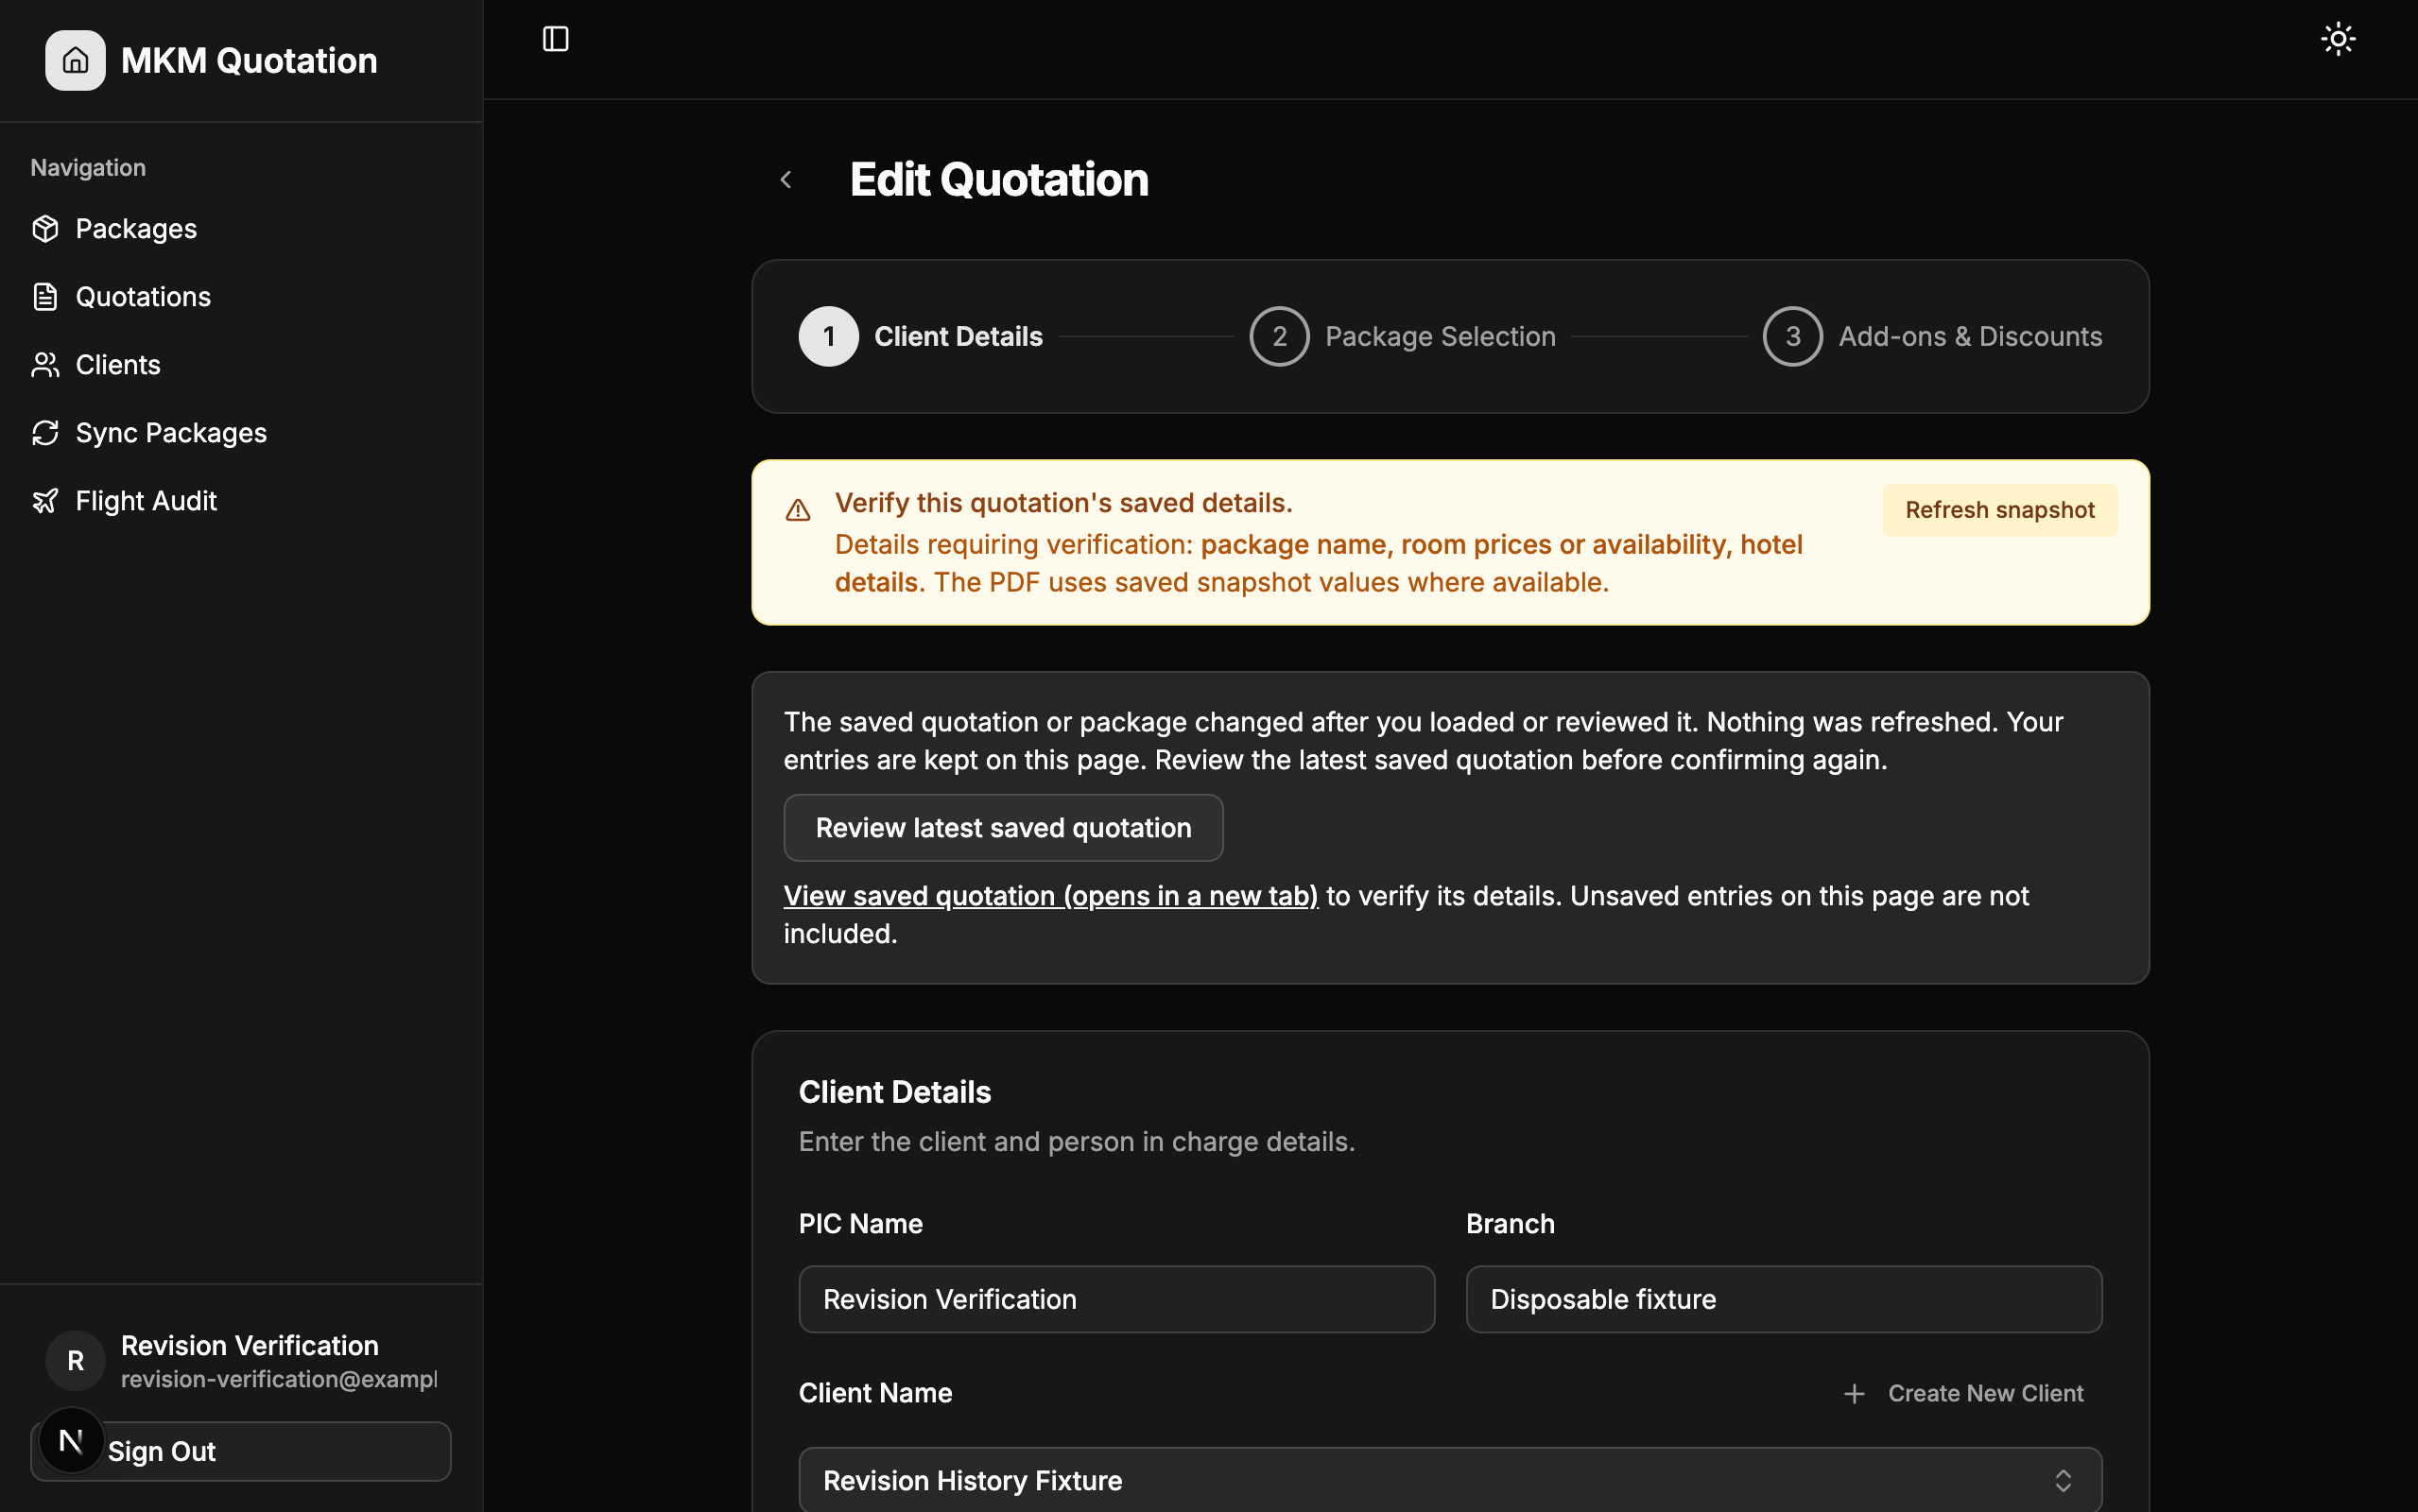 MKM Quotation
Navigation
Packages
Quotations
Clients
Sync Packages
Flight Audit
Revision Verification
R
revision-verification@exampl
N
Sign Out
Edit Quotation
1 Client Details
2 Package Selection
3 Add-ons & Discounts
Verify this quotation's saved details.
Refresh snapshot
Details requiring verification: package name, room prices or availability, hotel
details. The PDF uses saved snapshot values where available.
The saved quotation or package changed after you loaded or reviewed it. Nothing was refreshed. Your
entries are kept on this page. Review the latest saved quotation before confirming again.
Review latest saved quotation
View saved quotation (opens in a new tab) to verify its details. Unsaved entries on this page are not
included.
Client Details
Enter the client and person in charge details.
PIC Name
Branch
Revision Verification
Disposable fixture
Client Name
Create New Client
Revision History Fixture